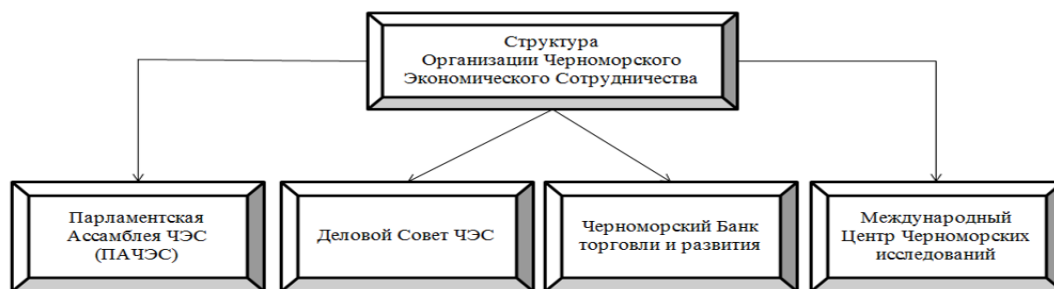 Структура
Организации Черноморского
Экономического Сотрудничества
Парламентская
Ассамблея ЧЭС
(ПАЧЭС)
Деловой Совет ЧЭС
Черноморский Банк
торговли и развития
Международный
Центр Черноморских
исследований